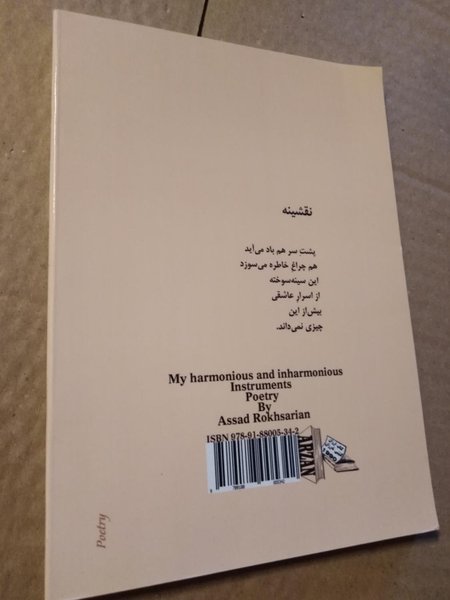 نقشینه
پشت سر هم باد می‌آید
هم چراغ خاطره می‌سوزد
این سینه‌سوخته
از اسرار عاشقی
بیش از این
چیزی نمی‌داند.
My harmonious and inharmonious
Instruments
Poetry
By
Assad Rokhsarian
ISBN 978-91-88005-34-2
ARZAN
Poetry